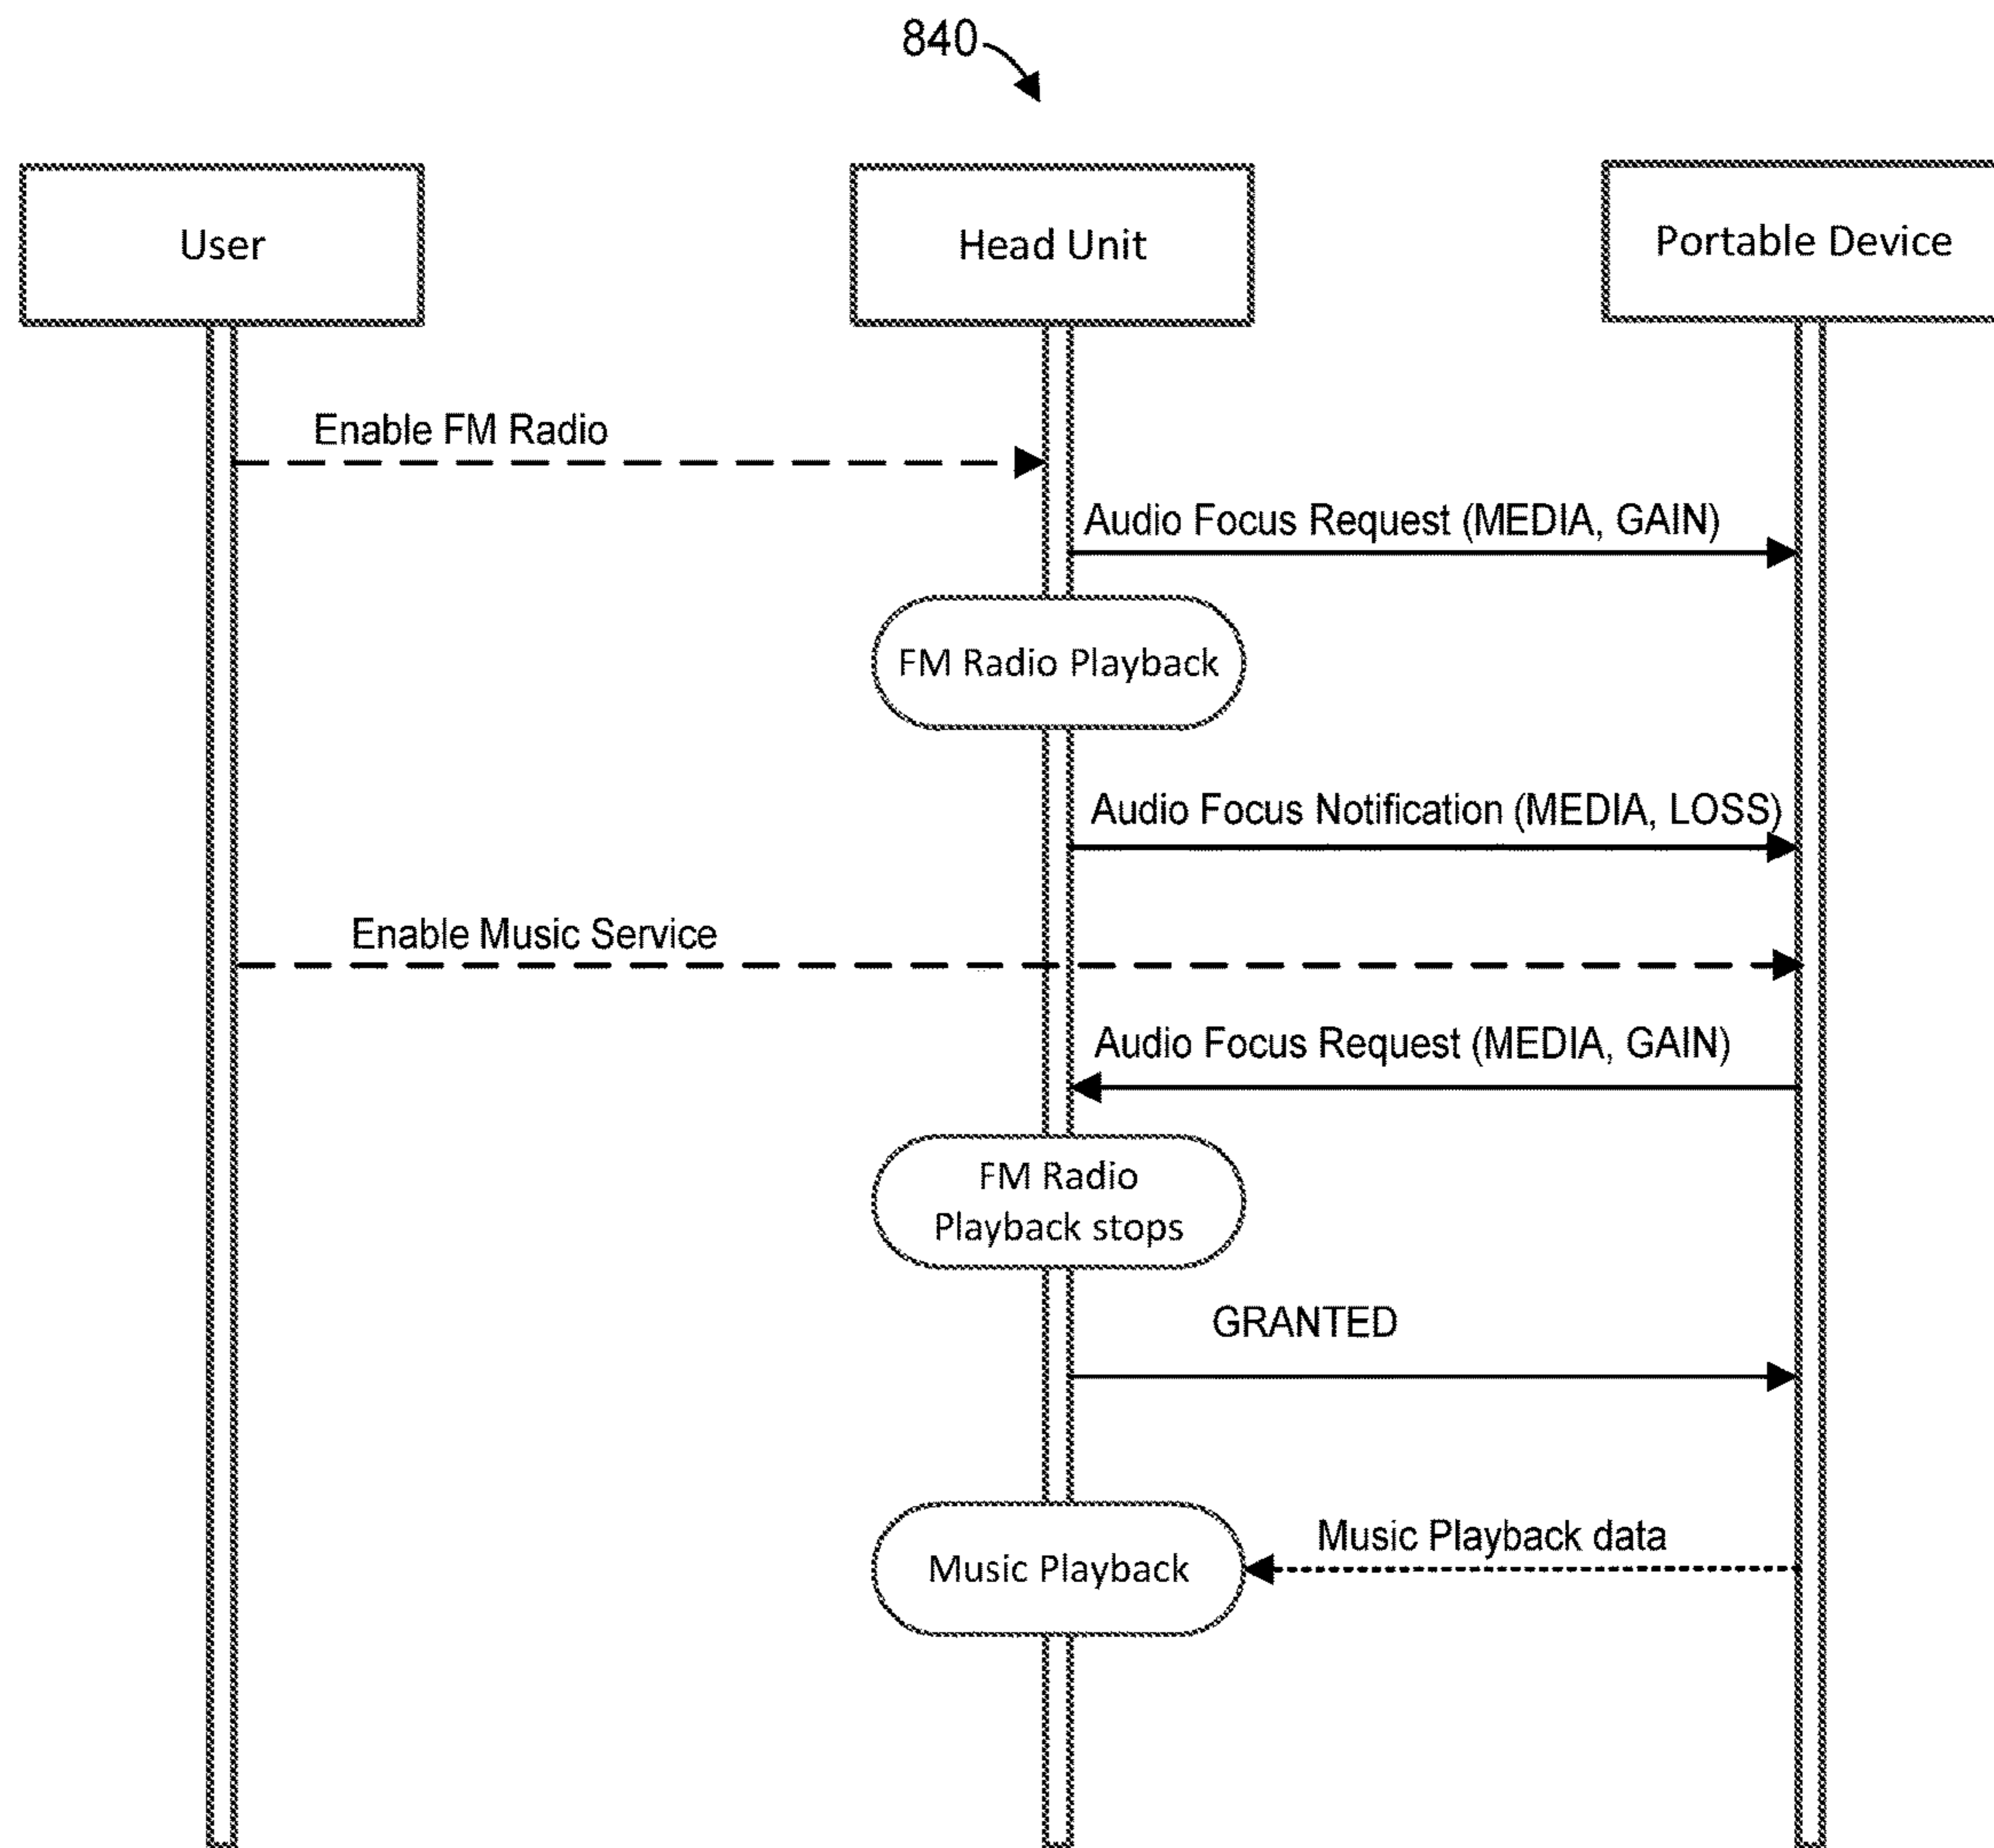 840
User
Head Unit
Portable Device
Enable FM Radio
Audio Focus Request (MEDIA, GAIN)
FM Radio Playback
Audio Focus Notification (MEDIA, LOSS)
Enable Music Service
Audio Focus Request (MEDIA, GAIN)
FM Radio
Playback stops
GRANTED
Music Playback data
Music Playback